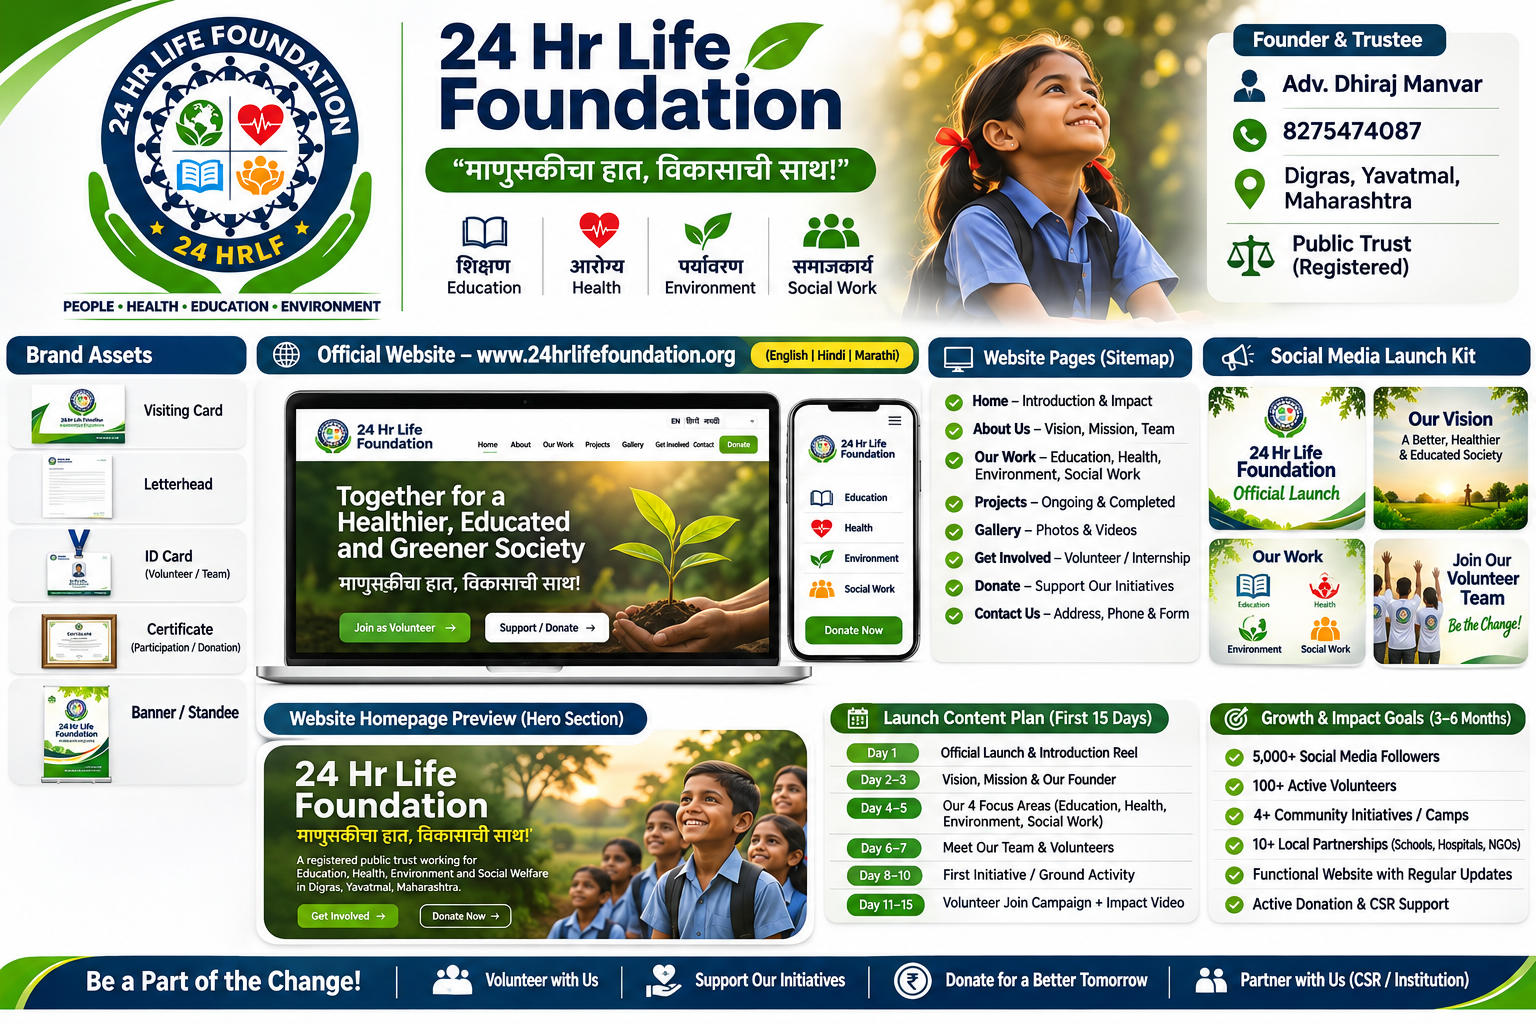 24 HR LIFE FOUNDATION
24 HRLF
PEOPLE • HEALTH • EDUCATION • ENVIRONMENT
24 Hr Life
Foundation
“माणुसकीचा हात, विकासाची साथ!”
शिक्षण
Education
आरोग्य
Health
पर्यावरण
Environment
समाजकार्य
Social Work
Founder & Trustee
Adv. Dhiraj Manvar
8275474087
Digras, Yavatmal,
Maharashtra
Public Trust
(Registered)
Brand Assets
24 Hr Life Foundation
Visiting Card
Letterhead
ID Card
(Volunteer / Team)
Certificate
Certificate
(Participation / Donation)
24 Hr Life
Foundation
Banner / Standee
Official Website – www.24hrlifefoundation.org
(English | Hindi | Marathi)
24 Hr Life
Foundation
EN
Home About Our Work Projects Gallery Get Involved Contact Donate
Together for a
Healthier, Educated
and Greener Society
माणुसकीचा हात, विकासाची साथ!
Join as Volunteer →
Support / Donate →
24 Hr Life
Foundation
Education
Health
Environment
Social Work
Donate Now
Website Pages (Sitemap)
Home – Introduction & Impact
About Us – Vision, Mission, Team
Our Work – Education, Health,
Environment, Social Work
Projects – Ongoing & Completed
Gallery – Photos & Videos
Get Involved – Volunteer / Internship
Donate – Support Our Initiatives
Contact Us – Address, Phone & Form
Social Media Launch Kit
24 Hr Life
Foundation
Official Launch
Our Vision
A Better, Healthier
& Educated Society
Our Work
Education
Health
Environment
Social Work
Join Our
Volunteer
Team
Be the Change!
Website Homepage Preview (Hero Section)
24 Hr Life
Foundation
माणुसकीचा हात, विकासाची साथ!'
A registered public trust working for
Education, Health, Environment and Social Welfare
in Digras, Yavatmal, Maharashtra.
Get Involved →
Donate Now →
Launch Content Plan (First 15 Days)
Day 1 Official Launch & Introduction Reel
Day 2–3 Vision, Mission & Our Founder
Day 4–5 Our 4 Focus Areas (Education, Health,
Environment, Social Work)
Day 6–7 Meet Our Team & Volunteers
Day 8–10 First Initiative / Ground Activity
Day 11–15 Volunteer Join Campaign + Impact Video
Growth & Impact Goals (3–6 Months)
5,000+ Social Media Followers
100+ Active Volunteers
4+ Community Initiatives / Camps
10+ Local Partnerships (Schools, Hospitals, NGOs)
Functional Website with Regular Updates
Active Donation & CSR Support
Be a Part of the Change!
Volunteer with Us
Support Our Initiatives
₹
Donate for a Better Tomorrow
Partner with Us (CSR / Institution)